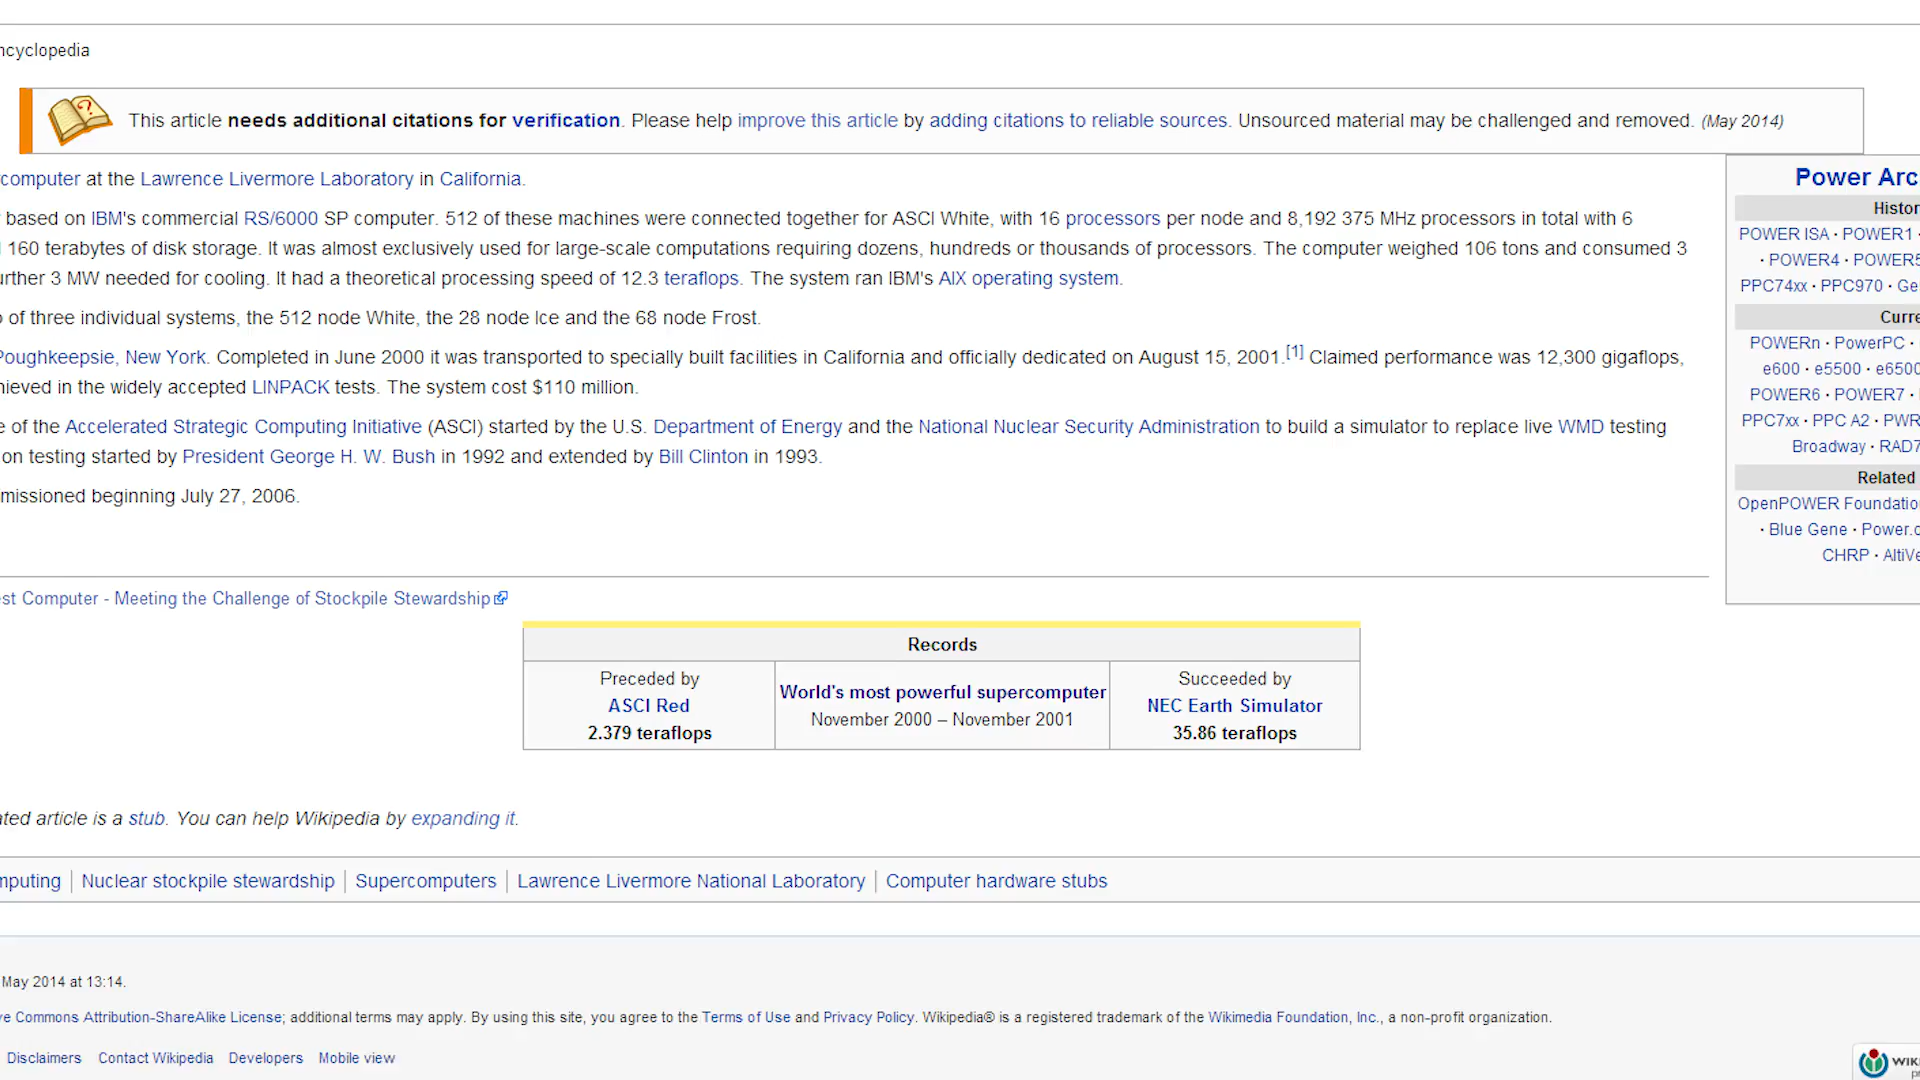 ncyclopedia
This article needs additional citations for verification. Please help improve this article by adding citations to reliable sources. Unsourced material may be challenged and removed. (May 2014)
computer at the Lawrence Livermore Laboratory in California.
based on IBM's commercial RS/6000 SP computer. 512 of these machines were connected together for ASCI White, with 16 processors per node and 8,192 375 MHz processors in total with 6
160 terabytes of disk storage. It was almost exclusively used for large-scale computations requiring dozens, hundreds or thousands of processors. The computer weighed 106 tons and consumed 3
urther 3 MW needed for cooling. It had a theoretical processing speed of 12.3 teraflops. The system ran IBM's AIX operating system.
of three individual systems, the 512 node White, the 28 node Ice and the 68 node Frost.
Poughkeepsie, New York. Completed in June 2000 it was transported to specially built facilities in California and officially dedicated on August 15, 2001.[1] Claimed performance was 12,300 gigaflops,
hieved in the widely accepted LINPACK tests. The system cost $110 million.
e of the Accelerated Strategic Computing Initiative (ASCI) started by the U.S. Department of Energy and the National Nuclear Security Administration to build a simulator to replace live WMD testing
on testing started by President George H. W. Bush in 1992 and extended by Bill Clinton in 1993.
missioned beginning July 27, 2006.
Power Arc
Histor
POWER ISA · POWER1 ·
· POWER4 · POWER5
PPC74xx · PPC970 · Ge
Curre
POWERn · PowerPC ·
e600 · e5500 · e6500
POWER6 · POWER7 ·
PPC7xx · PPC A2 · PWR
Broadway · RAD7
Related
OpenPOWER Foundatio
· Blue Gene · Power.o
CHRP · AltiVe
est Computer - Meeting the Challenge of Stockpile Stewardship
Records
Preceded by
ASCI Red
2.379 teraflops
World's most powerful supercomputer
November 2000 – November 2001
Succeeded by
NEC Earth Simulator
35.86 teraflops
ated article is a stub. You can help Wikipedia by expanding it.
mputing | Nuclear stockpile stewardship | Supercomputers | Lawrence Livermore National Laboratory | Computer hardware stubs
May 2014 at 13:14.
ve Commons Attribution-ShareAlike License; additional terms may apply. By using this site, you agree to the Terms of Use and Privacy Policy. Wikipedia® is a registered trademark of the Wikimedia Foundation, Inc., a non-profit organization.
Disclaimers Contact Wikipedia Developers Mobile view
WIKI